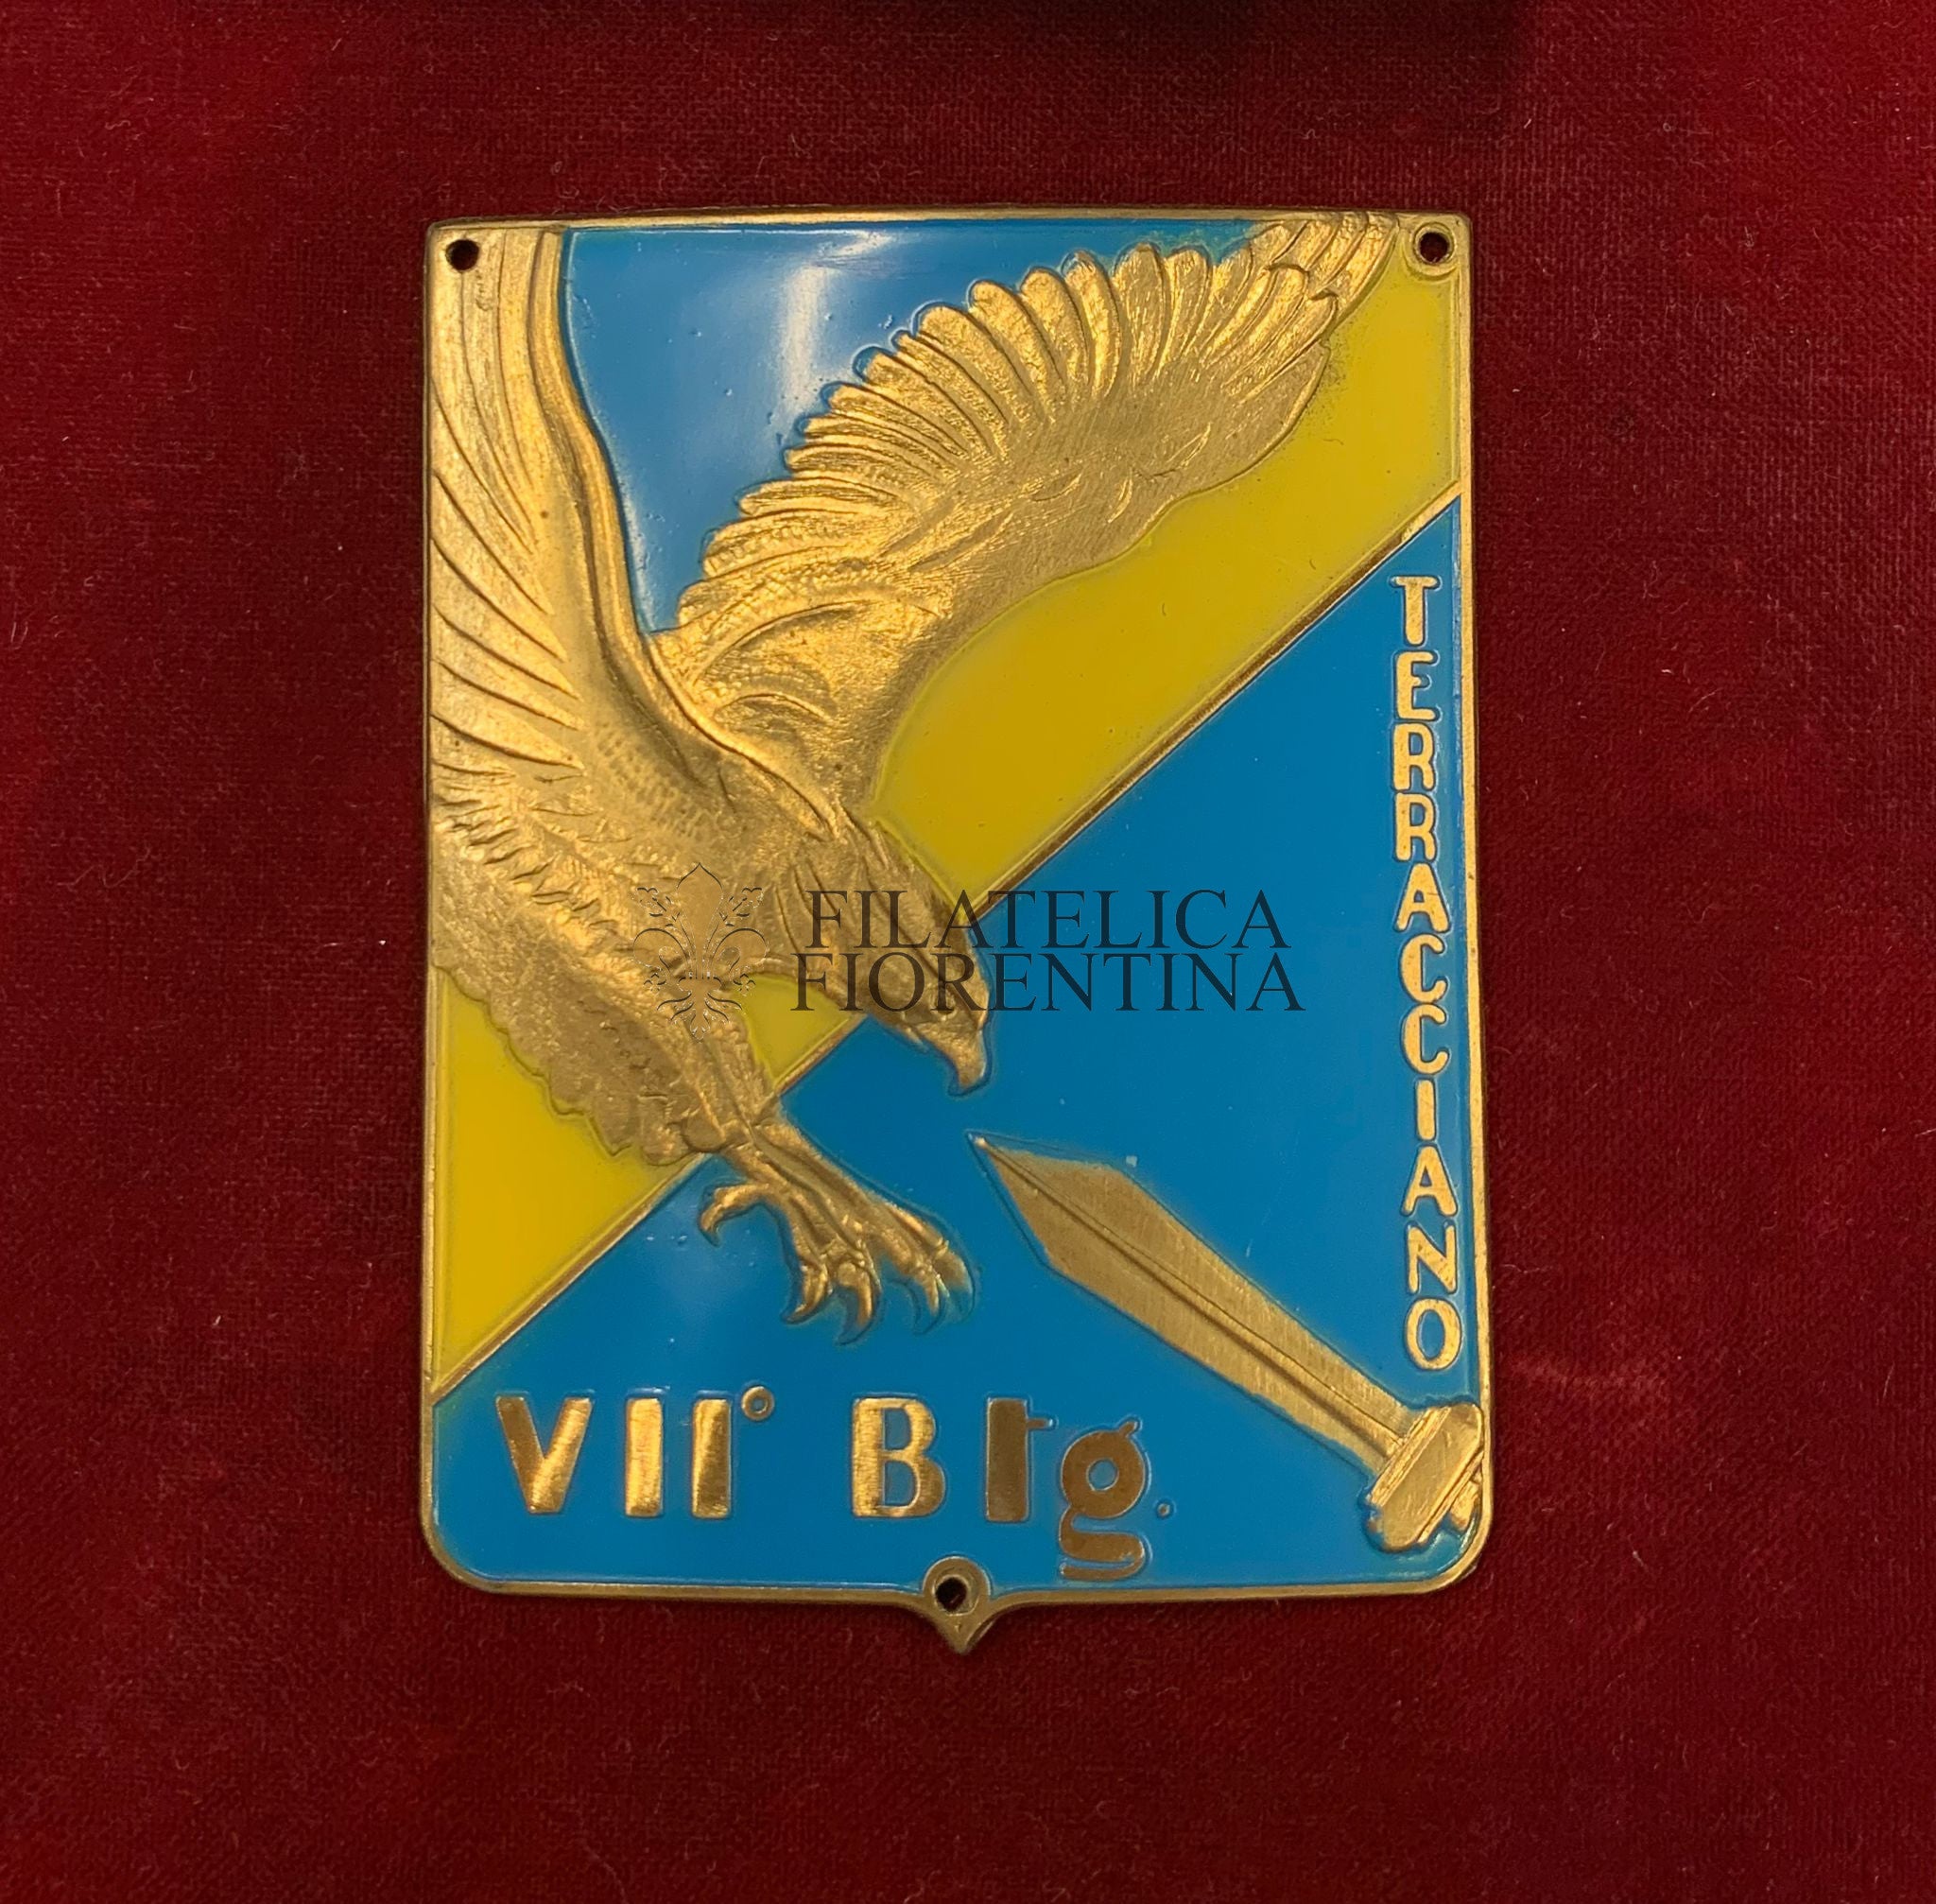 TERRACCIANO
FILATELICA
FIORENTINA
VII° Btg.